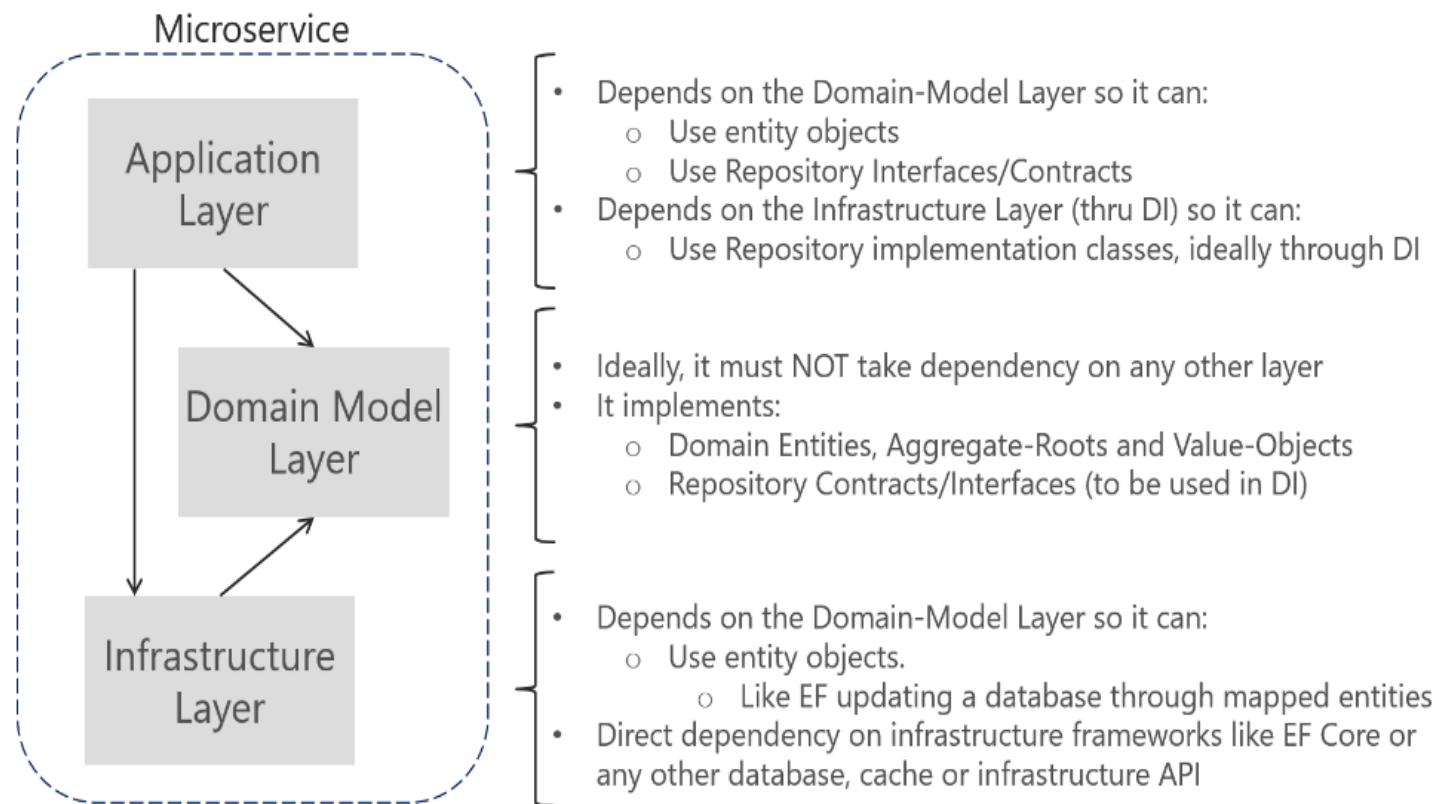 Microservice
Application
Layer
Domain Model
Layer
Infrastructure
Layer
• Depends on the Domain-Model Layer so it can:
o Use entity objects
o Use Repository Interfaces/Contracts
• Depends on the Infrastructure Layer (thru DI) so it can:
o Use Repository implementation classes, ideally through DI
• Ideally, it must NOT take dependency on any other layer
• It implements:
o Domain Entities, Aggregate-Roots and Value-Objects
o Repository Contracts/Interfaces (to be used in DI)
• Depends on the Domain-Model Layer so it can:
o Use entity objects.
o Like EF updating a database through mapped entities
• Direct dependency on infrastructure frameworks like EF Core or
any other database, cache or infrastructure API